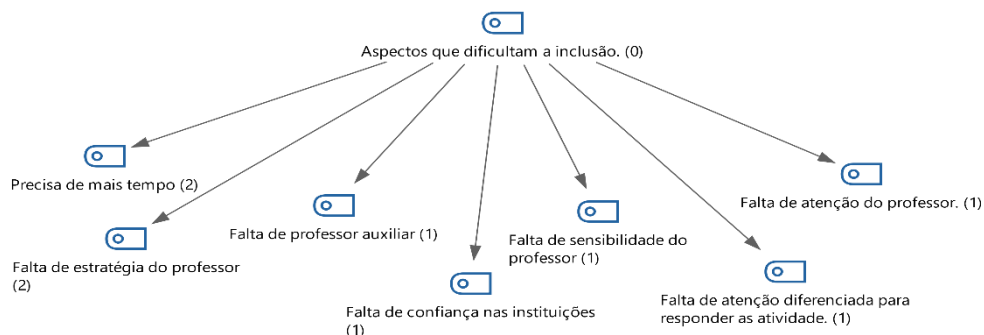 Aspectos que dificultam a inclusão. (0)
Precisa de mais tempo (2)
Falta de atenção do professor. (1)
Falta de professor auxiliar (1)
Falta de sensibilidade do
professor (1)
Falta de estratégia do professor
(2)
Falta de confiança nas instituições
(1)
Falta de atenção diferenciada para
responder as atividade. (1)